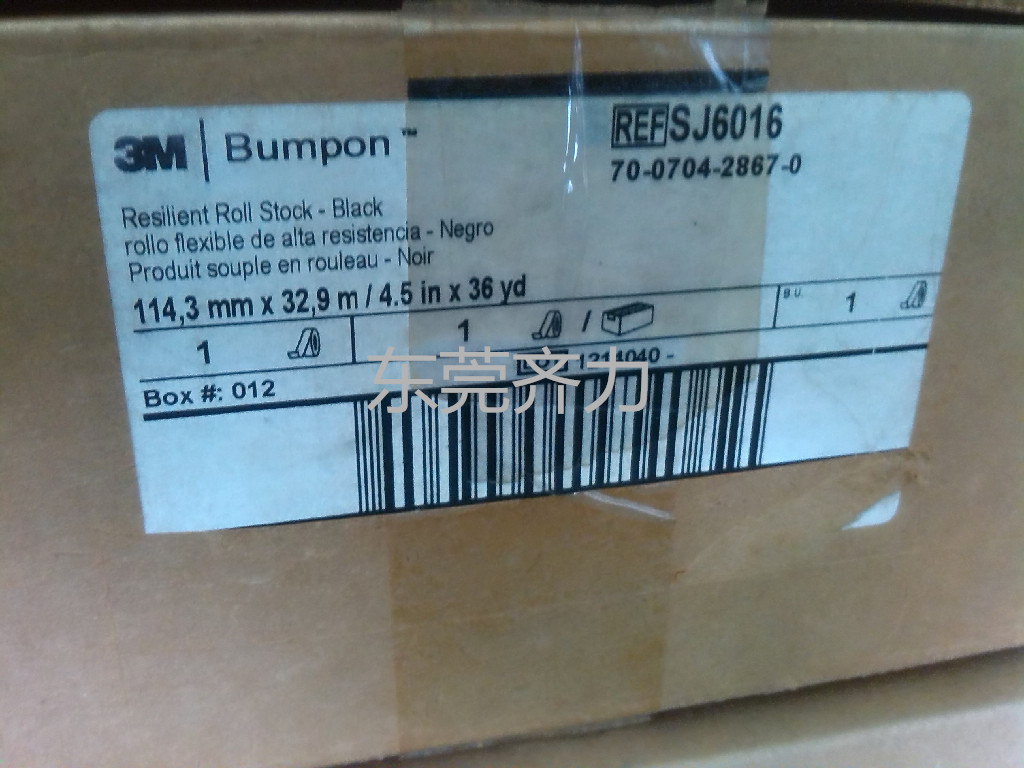 3M | Bumpon™
REF SJ6016
70-0704-2867-0
Resilient Roll Stock - Black
rollo flexible de alta resistencia - Negro
Produit souple en rouleau - Noir
114,3 mm x 32,9 m / 4.5 in x 36 yd
1 1 / B.U. 1
LOT 1211040 -
Box #: 012
东莞齐力